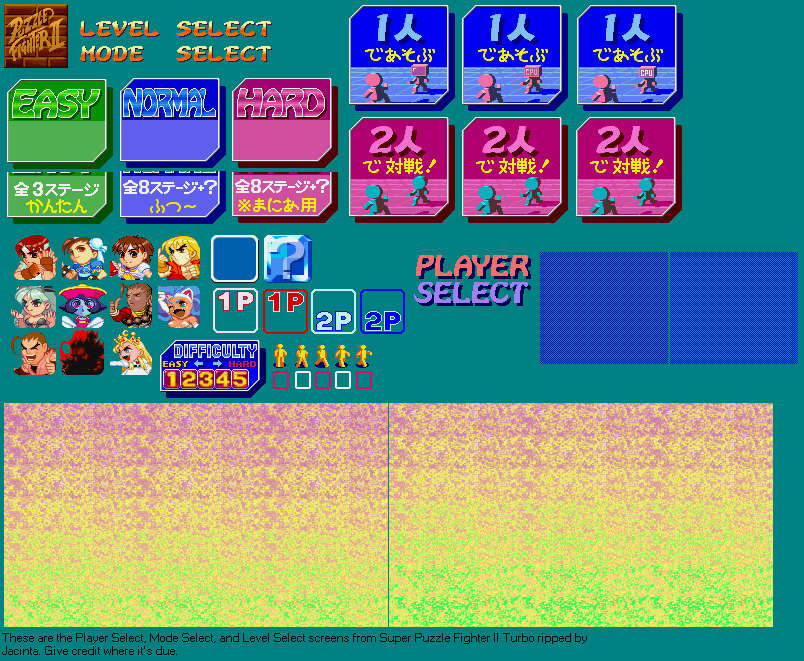 PUZZLE
FIGHTER II
LEVEL SELECT
MODE SELECT
1人
であそぶ
1人
であそぶ
CPU
1人
であそぶ
CPU
EASY
NORMAL
HARD
2人
で対戦!
2人
で対戦!
2人
で対戦!
全3ステージ
かんたん
全8ステージ+?
ふつ~
全8ステージ+?
※まにあ用
?
1P
1P
2P
2P
PLAYER
SELECT
DIFFICULTY
EASY ← → HARD
1 2 3 4 5
These are the Player Select, Mode Select, and Level Select screens from Super Puzzle Fighter II Turbo ripped by
Jacinta. Give credit where it's due.